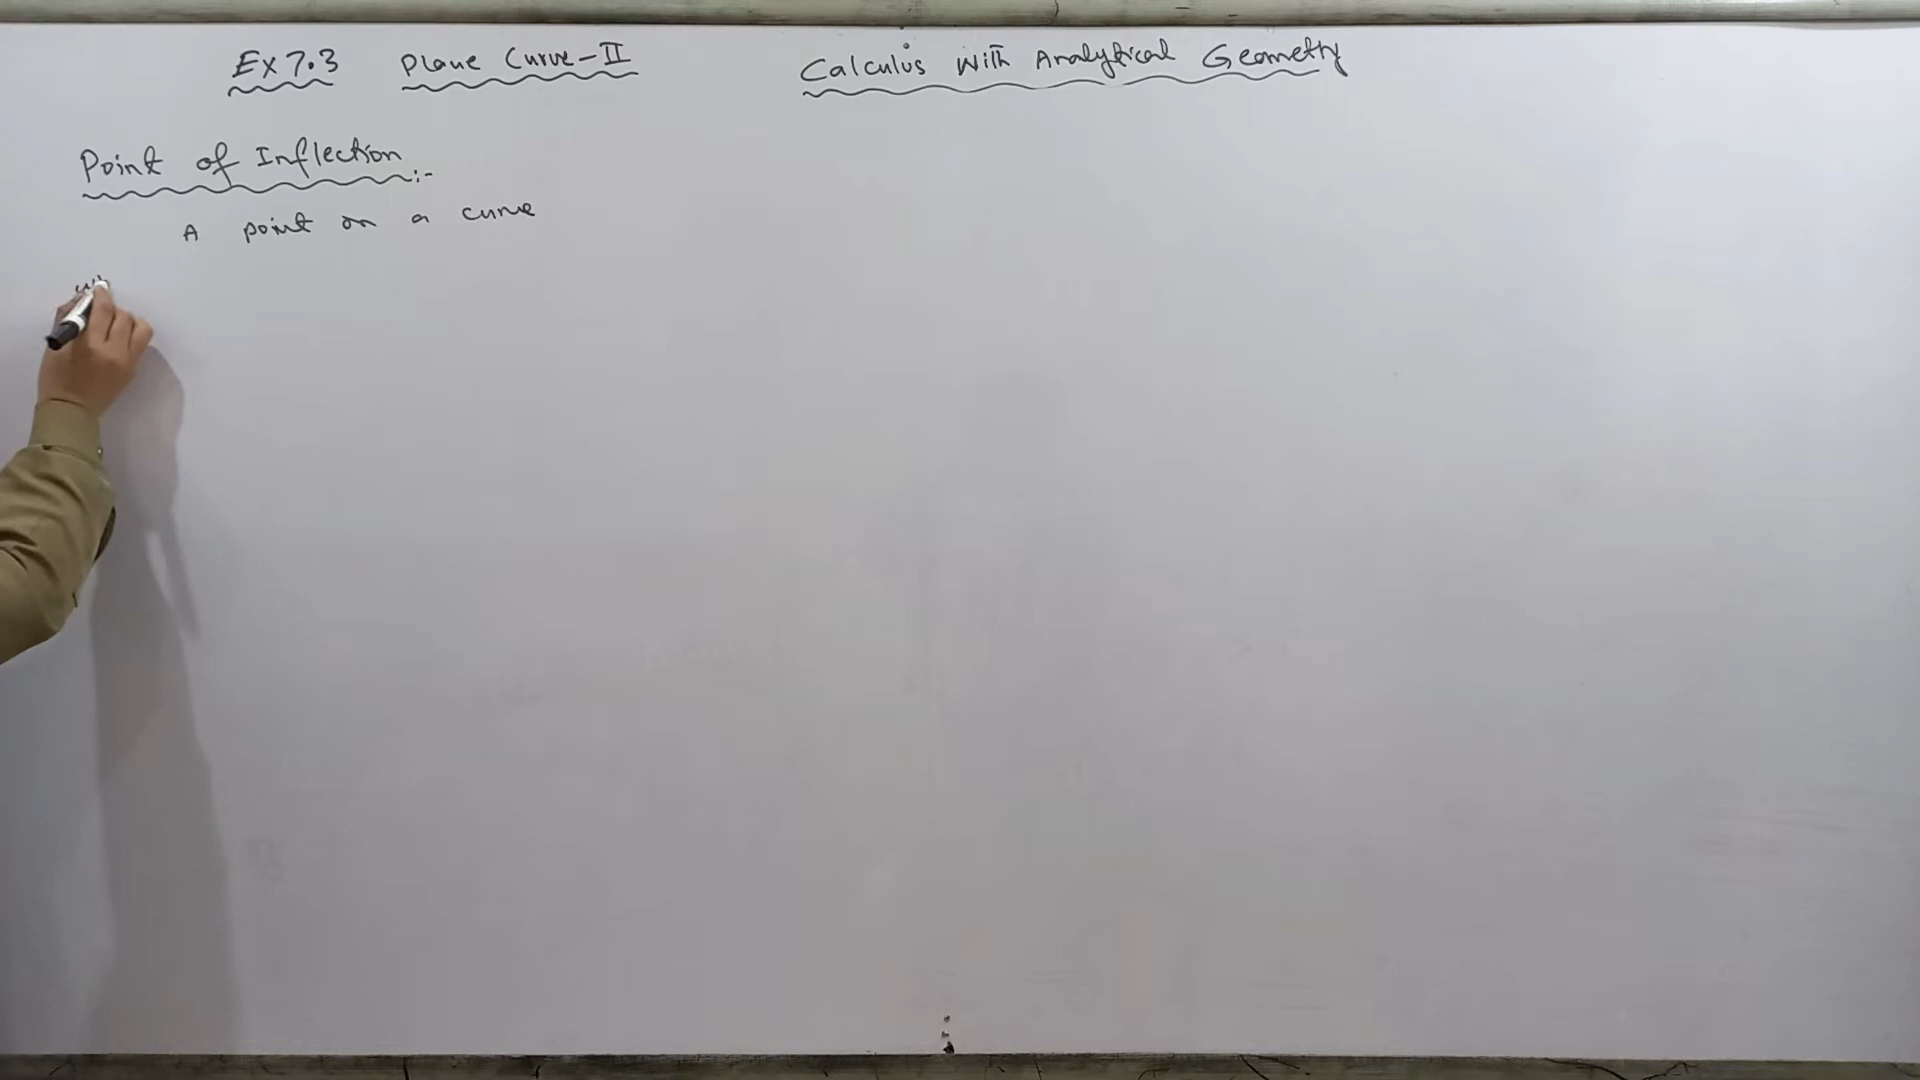 Ex 7.3 Plane Curve-II Calculus With Analytical Geometry
Point of Inflection :-
A point on a curve